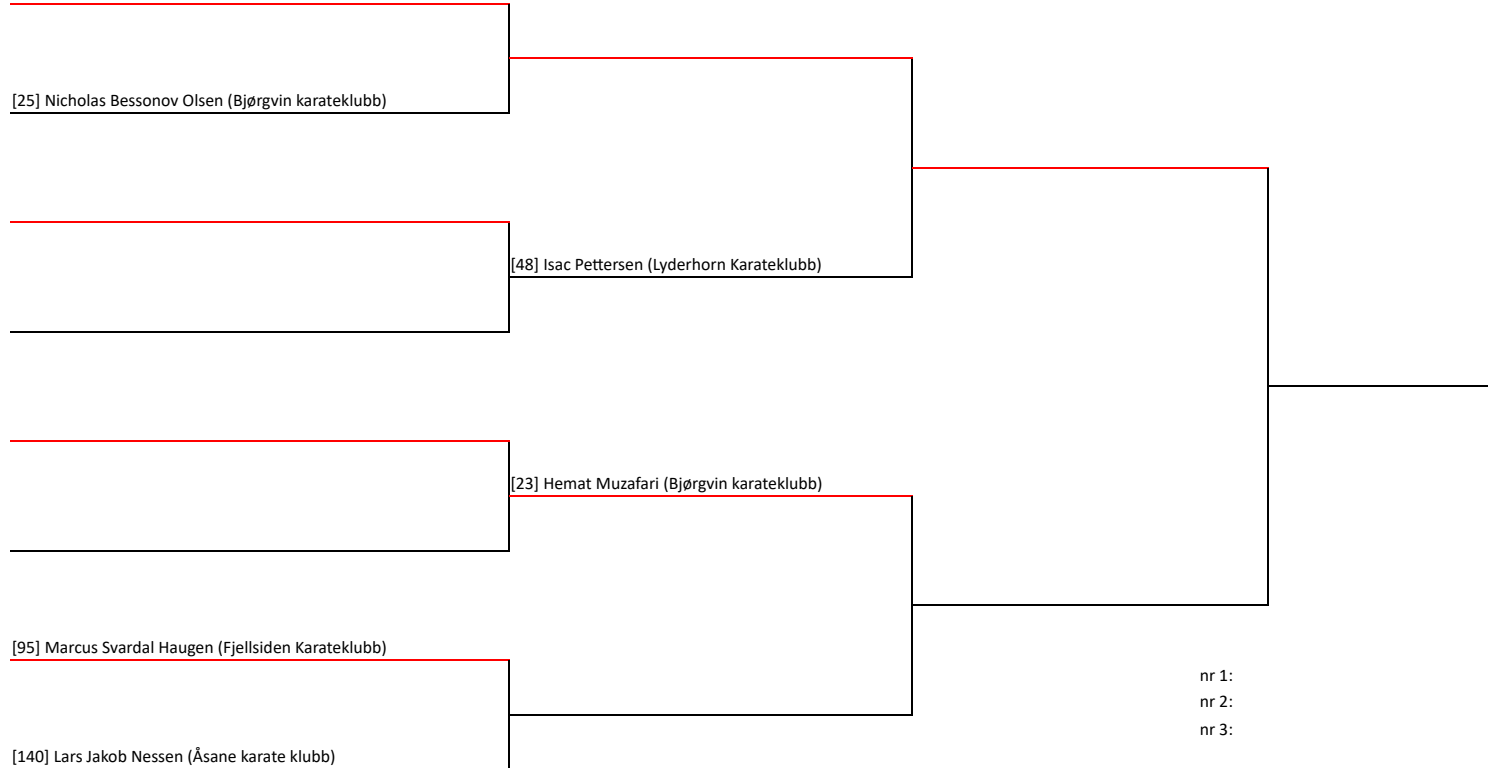 [25] Nicholas Bessonov Olsen (Bjørgvin karateklubb)
[48] Isac Pettersen (Lyderhorn Karateklubb)
[23] Hemat Muzafari (Bjørgvin karateklubb)
[95] Marcus Svardal Haugen (Fjellsiden Karateklubb)
nr 1:
nr 2:
nr 3:
[140] Lars Jakob Nessen (Åsane karate klubb)